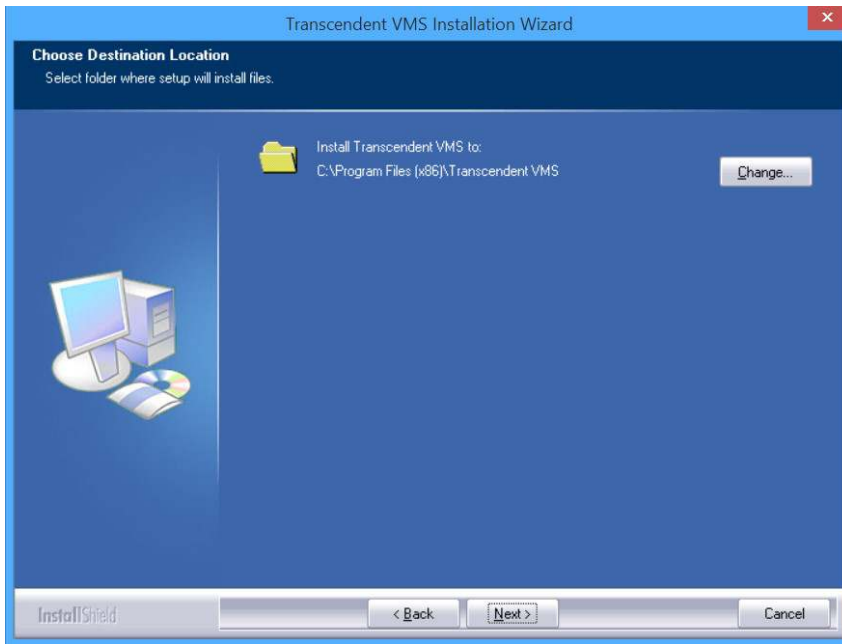 Transcendent VMS Installation Wizard
Choose Destination Location
Select folder where setup will install files.
Install Transcendent VMS to:
C:\Program Files (x86)\Transcendent VMS
Change...
InstallShield
< Back
Next >
Cancel